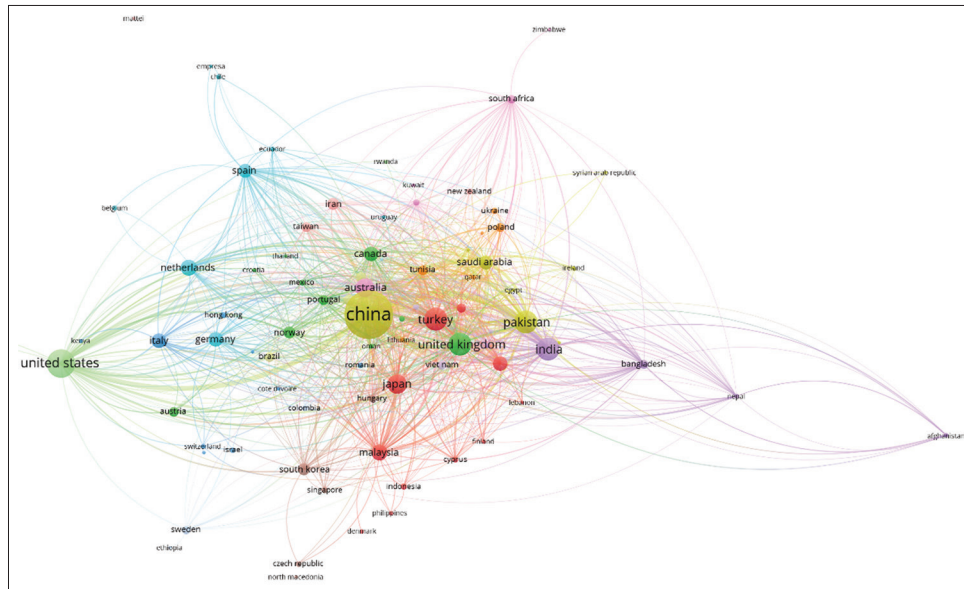 mattei
zimbabwe
empresa
chile
south africa
ecuador
rwanda
spain
syrian arab republic
kuwait
new zealand
belgium
iran
uruguay
ukraine
taiwan
poland
thailand
canada
saudi arabia
netherlands
croatia
tunisia
ireland
mexico
qatar
australia
egypt
portugal
china
hong kong
turkey
pakistan
norway
kenya
italy
germany
oman
lithuania
united kingdom
india
brazil
united states
romania
viet nam
bangladesh
cote d'ivoire
japan
hungary
nepal
austria
colombia
lebanon
afghanistan
switzerland
israel
malaysia
finland
cyprus
south korea
singapore
indonesia
philippines
sweden
denmark
ethiopia
czech republic
north macedonia